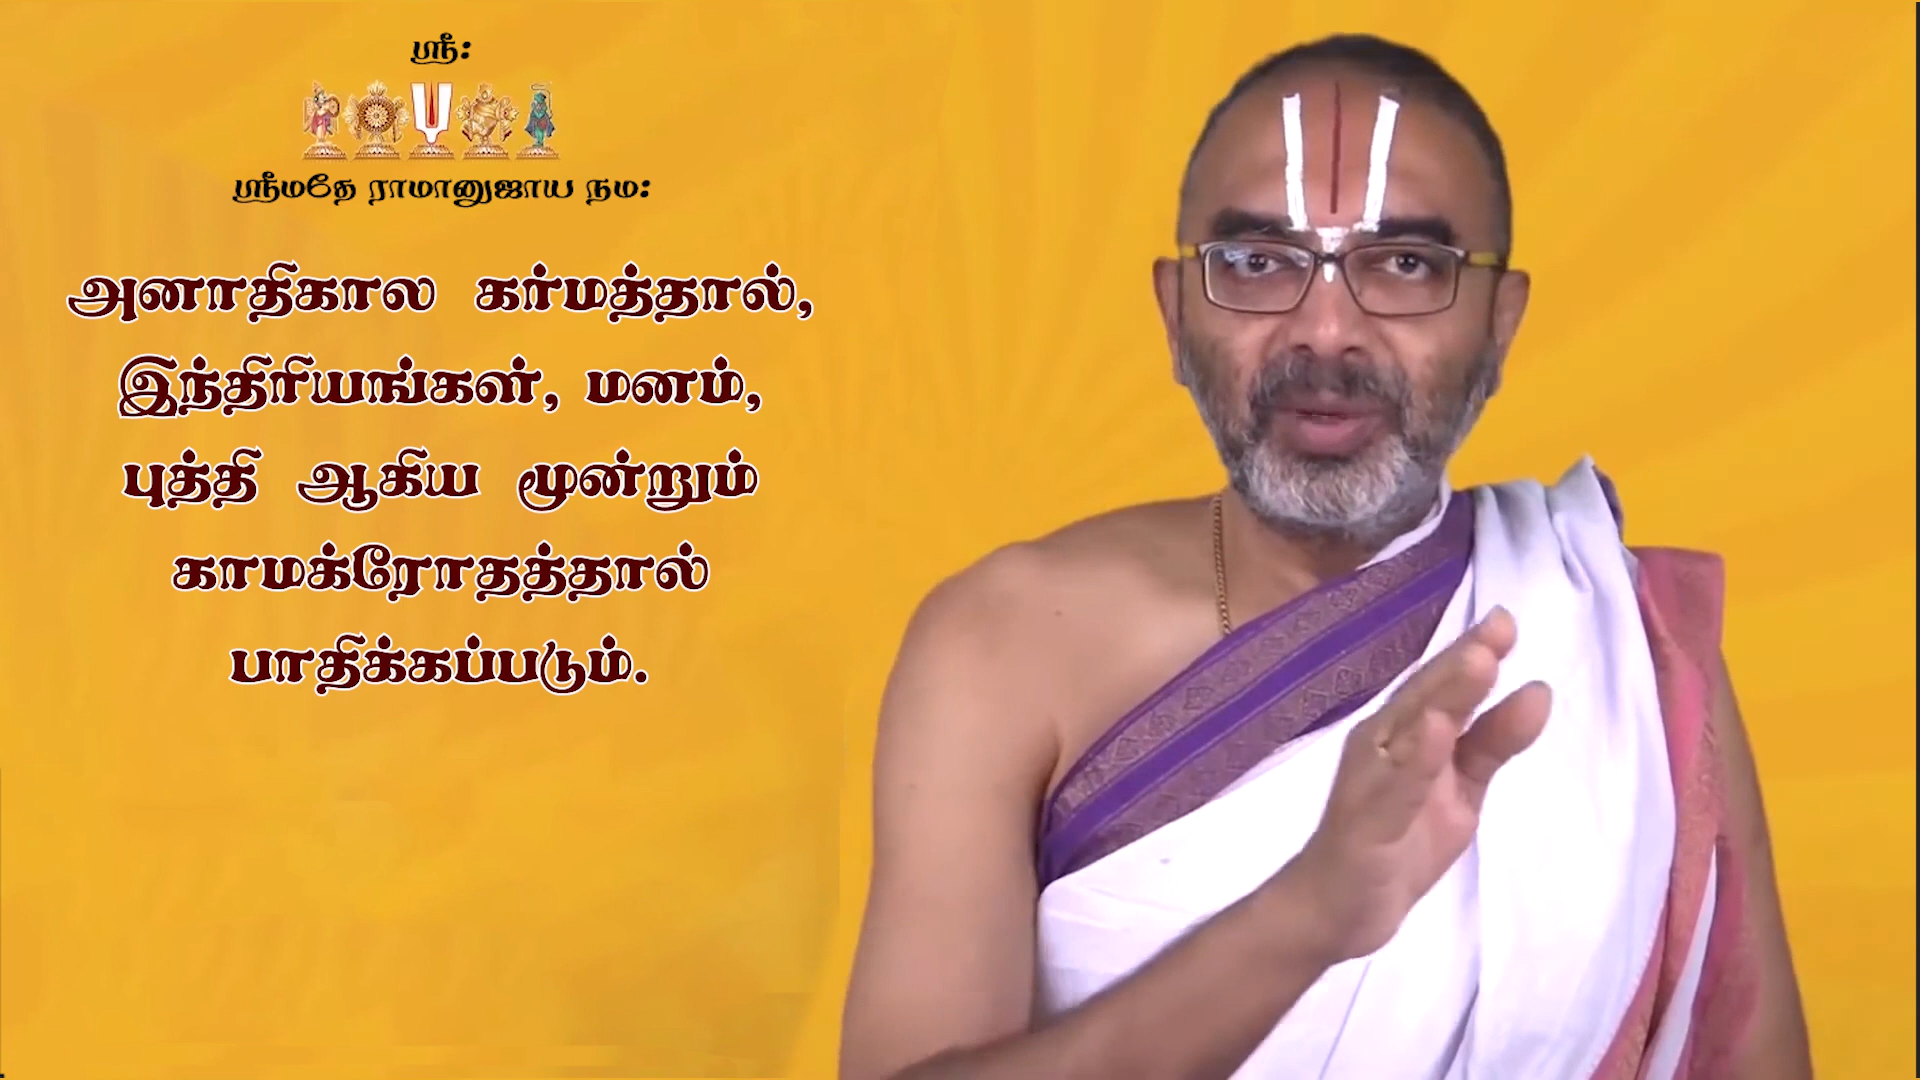 ஸ்ரீ:
ஸ்ரீமதே ராமானுஜாய நம:
அனாதிகால கர்மத்தால்,
இந்திரியங்கள், மனம்,
புத்தி ஆகிய மூன்றும்
காமக்ரோதத்தால்
பாதிக்கப்படும்.